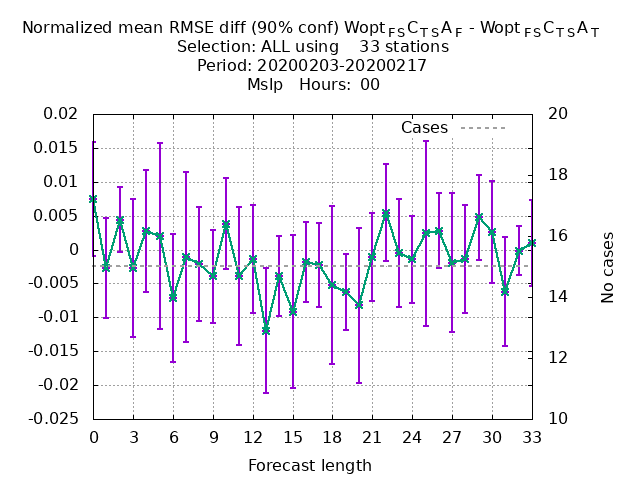 Normalized mean RMSE diff (90% conf) Wopt FS C TS A F - Wopt FS C TS A T
Selection: ALL using 33 stations
Period: 20200203-20200217
Mslp Hours: 00
Cases
0.02
0.015
0.01
0.005
0
-0.005
-0.01
-0.015
-0.02
-0.025
20
18
16
14
12
10
No cases
0 3 6 9 12 15 18 21 24 27 30 33
Forecast length